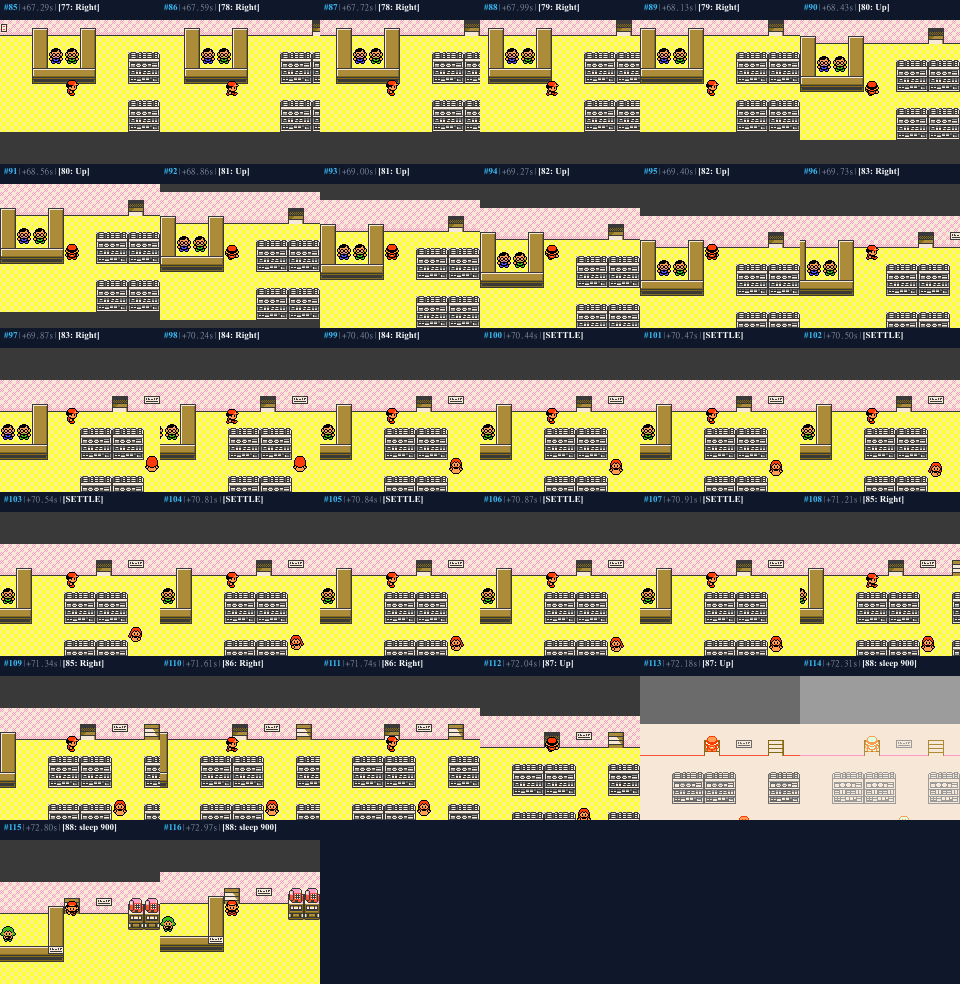 #85|+67.29s| [77: Right]
#86|+67.59s| [78: Right]
#87|+67.72s| [78: Right]
#88|+67.99s| [79: Right]
#89|+68.13s| [79: Right]
#90|+68.43s| [80: Up]
#91|+68.56s| [80: Up]
#92|+68.86s| [81: Up]
#93|+69.00s| [81: Up]
#94|+69.27s| [82: Up]
#95|+69.40s| [82: Up]
#96|+69.73s| [83: Right]
#97|+69.87s| [83: Right]
#98|+70.24s| [84: Right]
#99|+70.40s| [84: Right]
#100|+70.44s| [SETTLE]
#101|+70.47s| [SETTLE]
#102|+70.50s| [SETTLE]
#103|+70.54s| [SETTLE]
#104|+70.81s| [SETTLE]
#105|+70.84s| [SETTLE]
#106|+70.87s| [SETTLE]
#107|+70.91s| [SETTLE]
#108|+71.21s| [85: Right]
#109|+71.34s| [85: Right]
#110|+71.61s| [86: Right]
#111|+71.74s| [86: Right]
#112|+72.04s| [87: Up]
#113|+72.18s| [87: Up]
#114|+72.31s| [88: sleep 900]
#115|+72.80s| [88: sleep 900]
#116|+72.97s| [88: sleep 900]